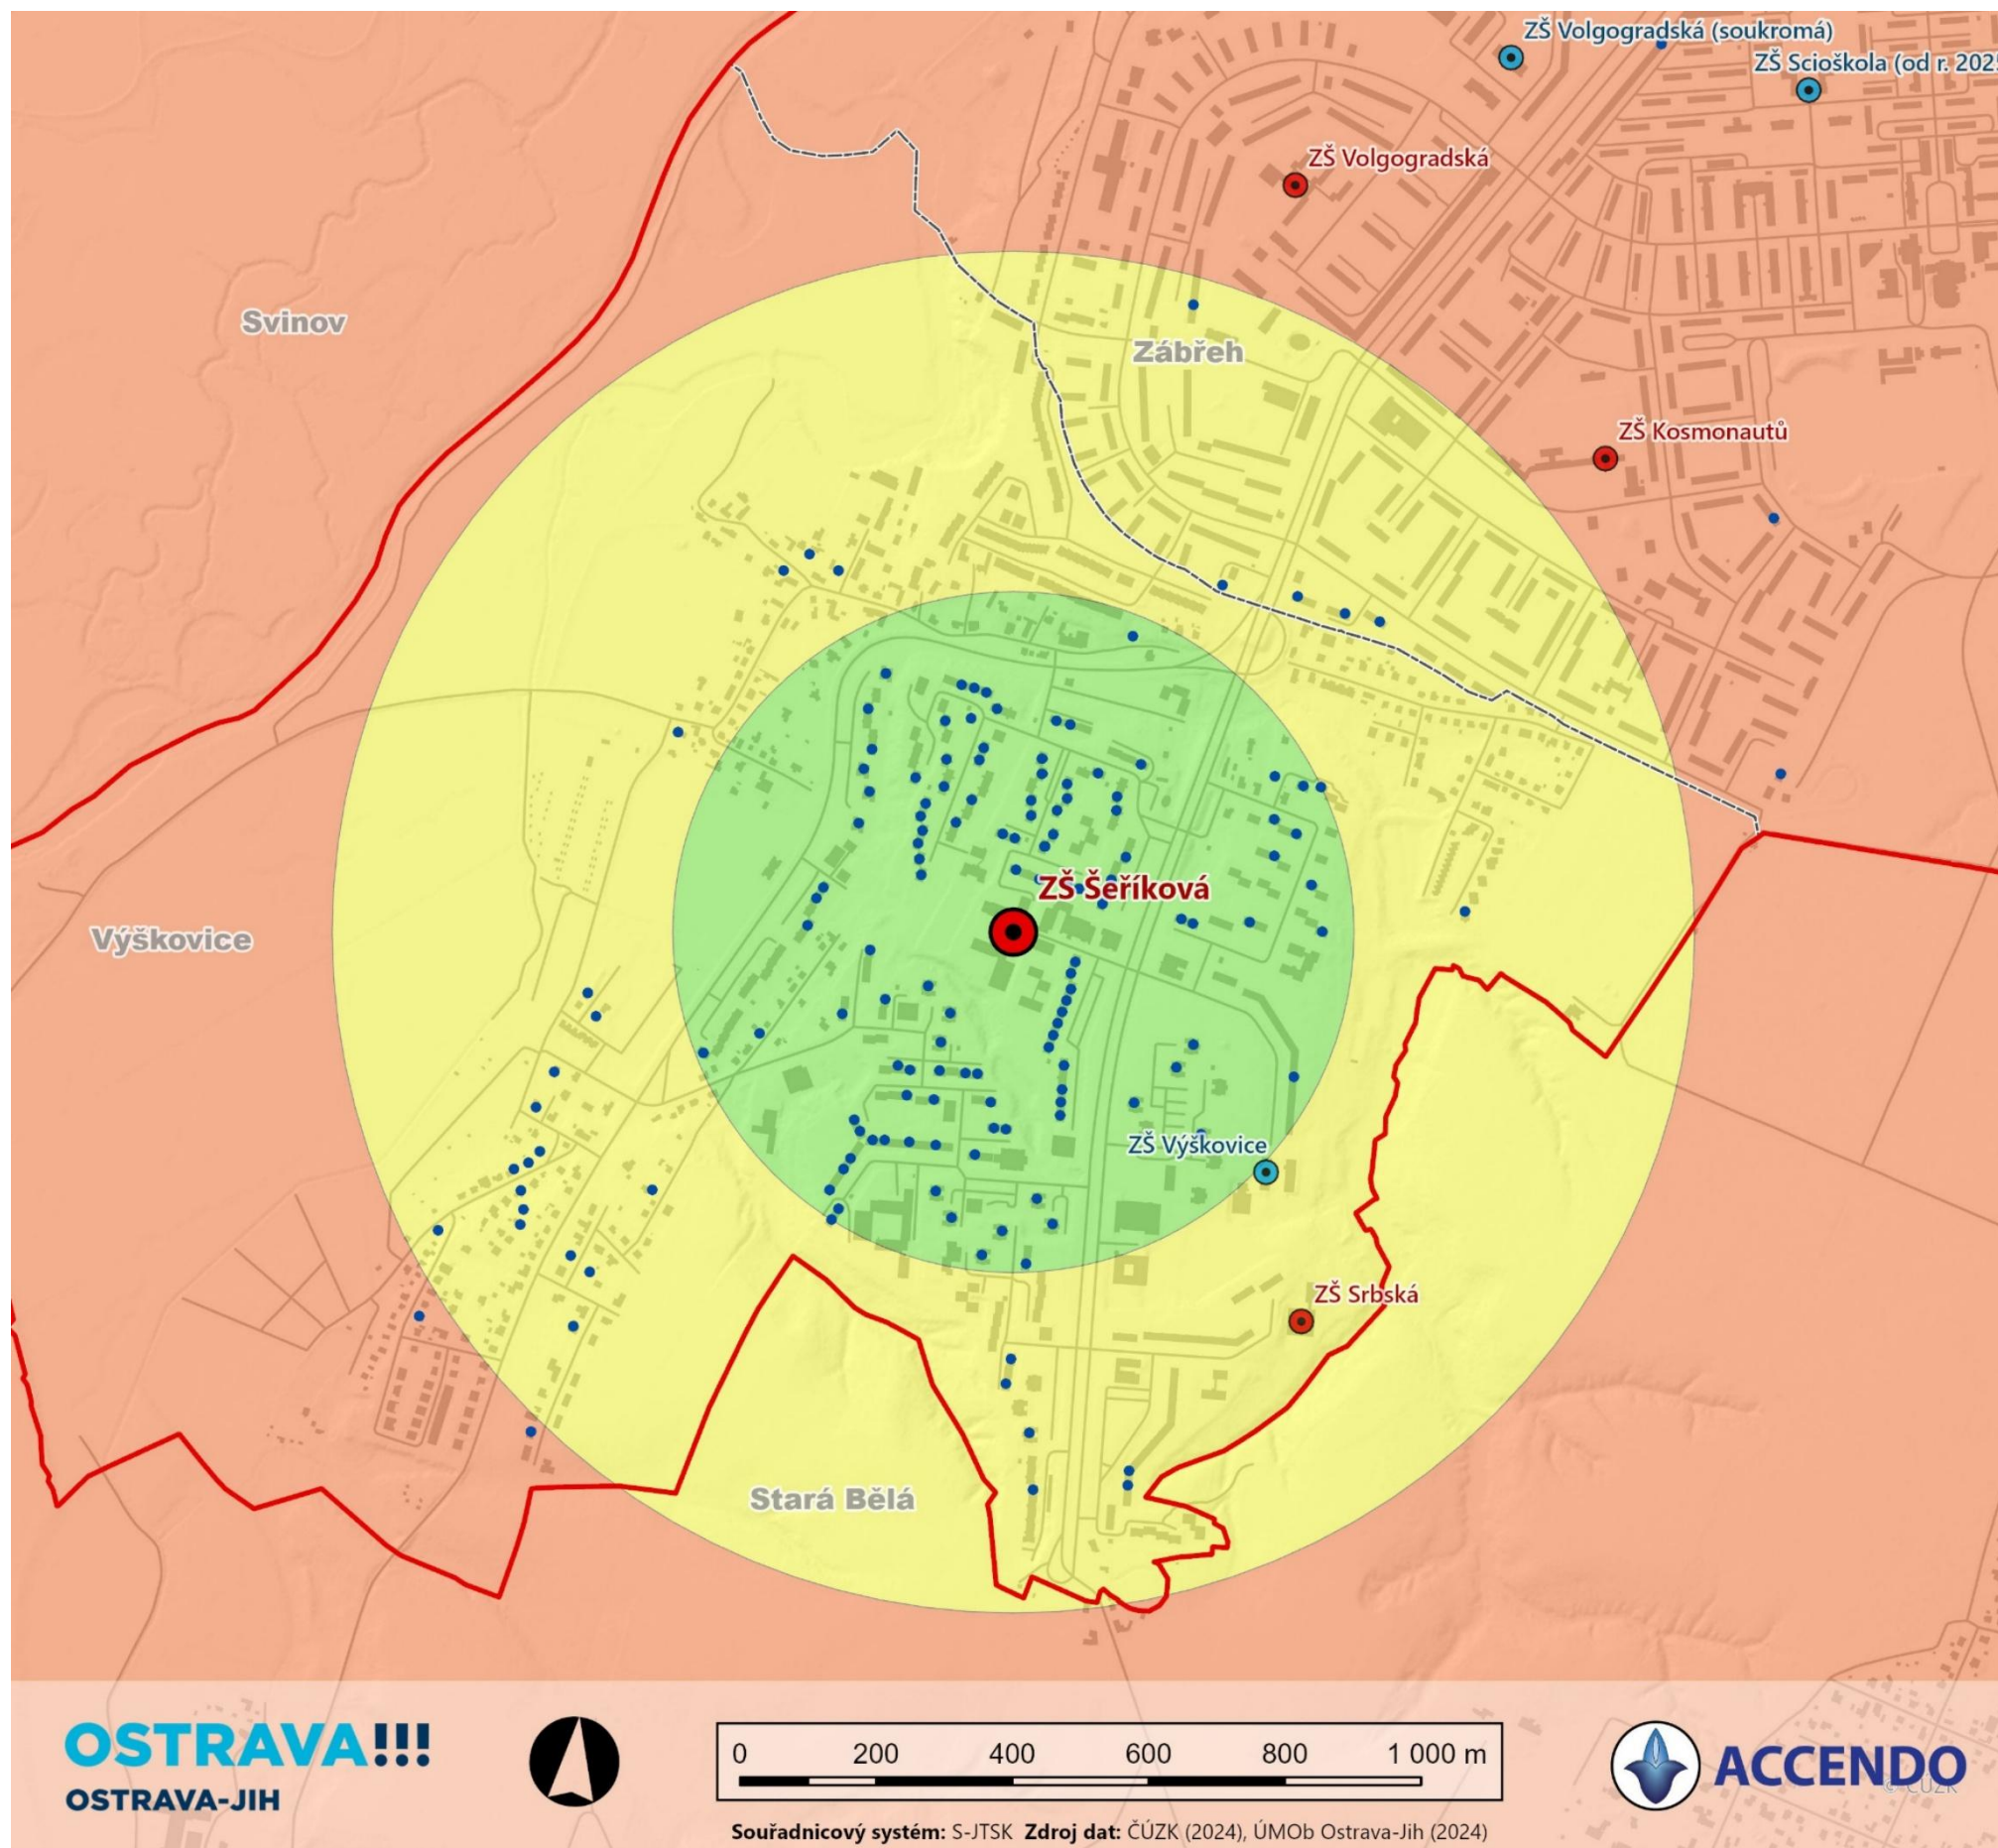 ZŠ Volgogradská (soukromá)
ZŠ Scioškola (od r. 202
ZŠ Volgogradská
Svinov
Zábřeh
ZŠ Kosmonautů
ZŠ Šeříková
Výškovice
ZŠ Výškovice
ZŠ Srbská
Stará Bělá
OSTRAVA!!!
OSTRAVA-JIH
0 200 400 600 800 1 000 m
ACCENDO
© ČÚZK
Souřadnicový systém: S-JTSK Zdroj dat: ČÚZK (2024), ÚMOb Ostrava-Jih (2024)